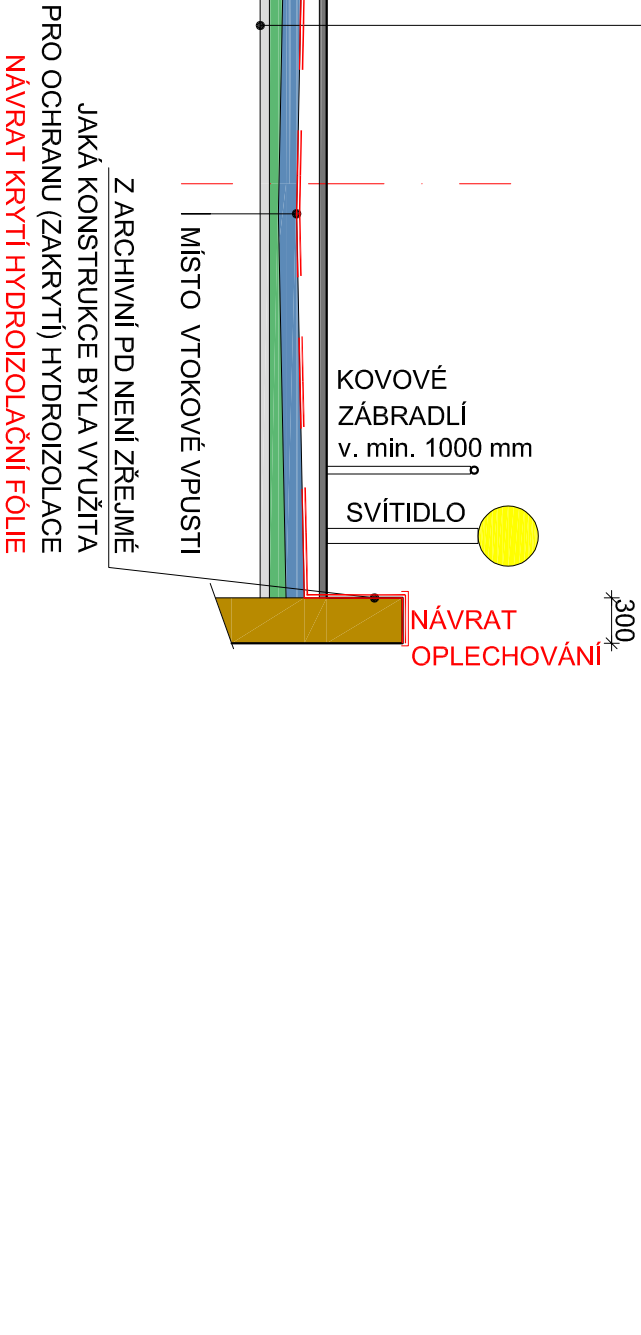 KOVOVÉ
ZÁBRADLÍ
v. min. 1000 mm
SVÍTIDLO
300
NÁVRAT
OPLECHOVÁNÍ
MÍSTO VTOKOVÉ VPUSTI
Z ARCHIVNÍ PD NENÍ ZŘEJMÉ
JAKÁ KONSTRUKCE BYLA VYUŽITA
PRO OCHRANU (ZAKRYTÍ) HYDROIZOLACE
NÁVRAT KRYTÍ HYDROIZOLAČNÍ FÓLIE